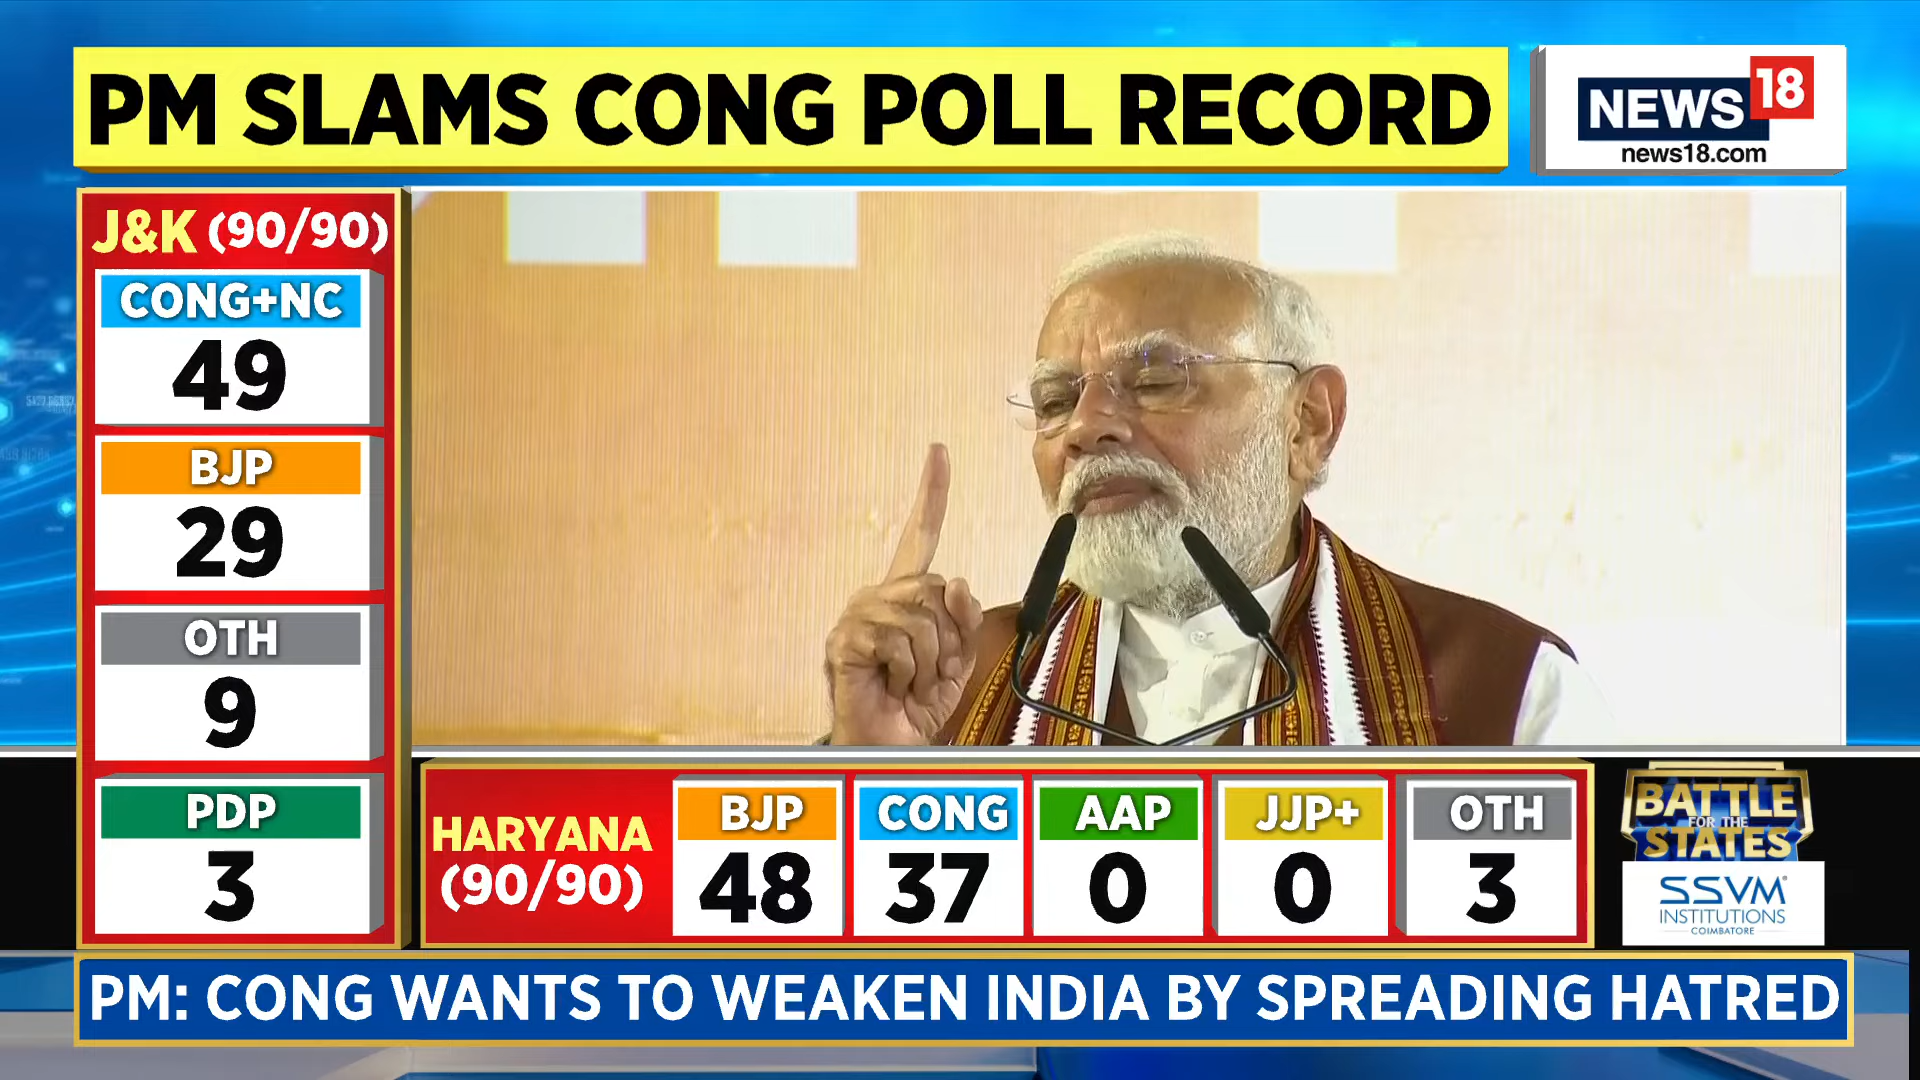 PM SLAMS CONG POLL RECORD
NEWS 18
news18.com
J&K (90/90)
CONG+NC
49
BJP
29
OTH
9
PDP
3
HARYANA
(90/90)
BJP
48
CONG
37
AAP
0
JJP+
0
OTH
3
BATTLE
FOR THE
STATES
SSVM
INSTITUTIONS
COIMBATORE
PM: CONG WANTS TO WEAKEN INDIA BY SPREADING HATRED